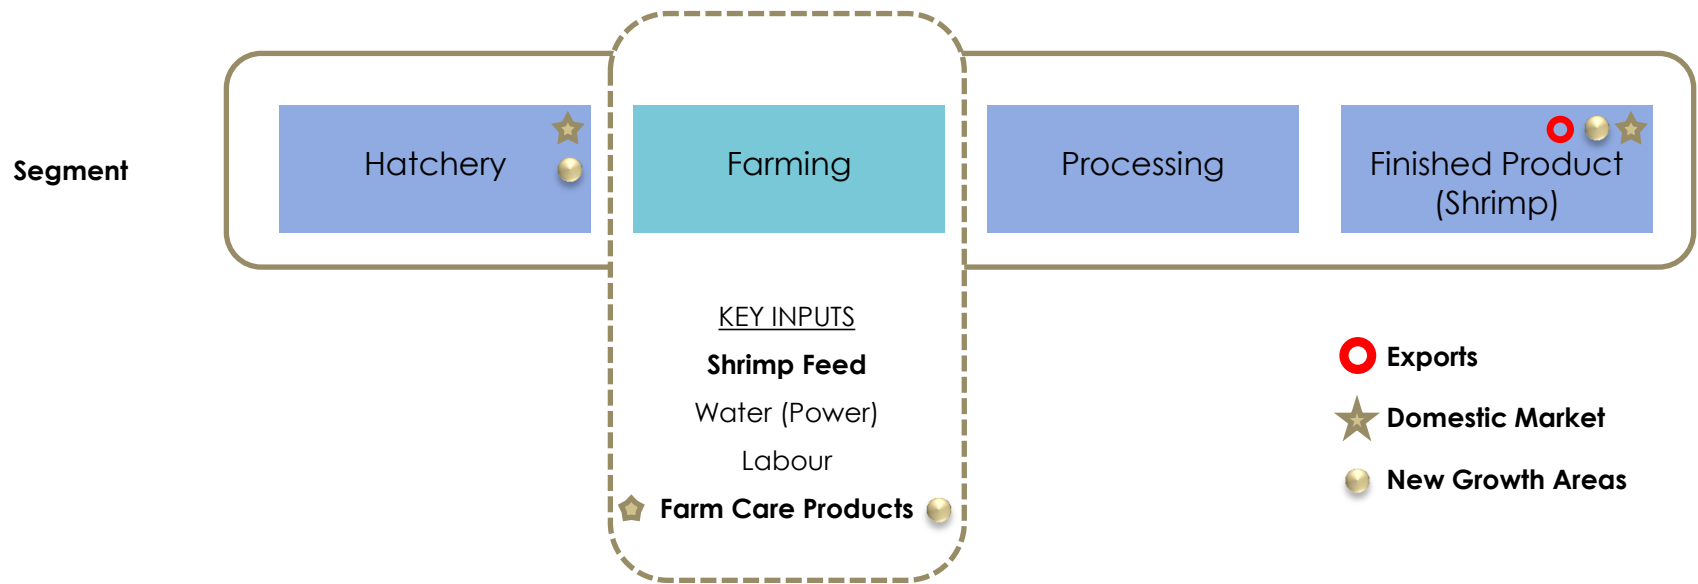 Segment
Hatchery
Farming
Processing
Finished Product
(Shrimp)
KEY INPUTS
Shrimp Feed
Water (Power)
Labour
Farm Care Products
Exports
Domestic Market
New Growth Areas